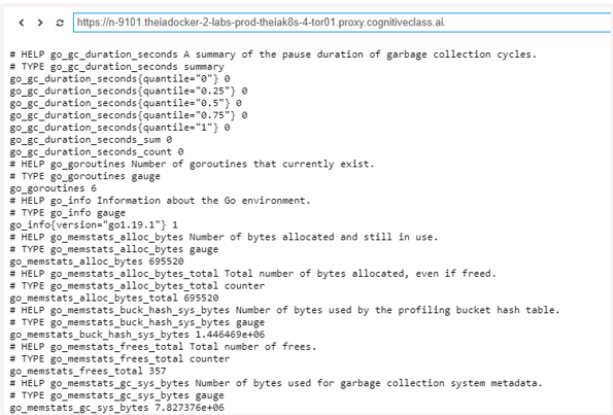 https://n-9101.theiadocker-2-labs-prod-theiak8s-4-tor01.proxy.cognitiveclass.ai.
# HELP go_gc_duration_seconds A summary of the pause duration of garbage collection cycles.
# TYPE go_gc_duration_seconds summary
go_gc_duration_seconds{quantile="0"} 0
go_gc_duration_seconds{quantile="0.25"} 0
go_gc_duration_seconds{quantile="0.5"} 0
go_gc_duration_seconds{quantile="0.75"} 0
go_gc_duration_seconds{quantile="1"} 0
go_gc_duration_seconds_sum 0
go_gc_duration_seconds_count 0
# HELP go_goroutines Number of goroutines that currently exist.
# TYPE go_goroutines gauge
go_goroutines 6
# HELP go_info Information about the Go environment.
# TYPE go_info gauge
go_info{version="go1.19.1"} 1
# HELP go_memstats_alloc_bytes Number of bytes allocated and still in use.
# TYPE go_memstats_alloc_bytes gauge
go_memstats_alloc_bytes 695520
# HELP go_memstats_alloc_bytes_total Total number of bytes allocated, even if freed.
# TYPE go_memstats_alloc_bytes_total counter
go_memstats_alloc_bytes_total 695520
# HELP go_memstats_buck_hash_sys_bytes Number of bytes used by the profiling bucket hash table.
# TYPE go_memstats_buck_hash_sys_bytes gauge
go_memstats_buck_hash_sys_bytes 1.446469e+06
# HELP go_memstats_frees_total Total number of frees.
# TYPE go_memstats_frees_total counter
go_memstats_frees_total 357
# HELP go_memstats_gc_sys_bytes Number of bytes used for garbage collection system metadata.
# TYPE go_memstats_gc_sys_bytes gauge
go_memstats_gc_sys_bytes 7.827376e+06